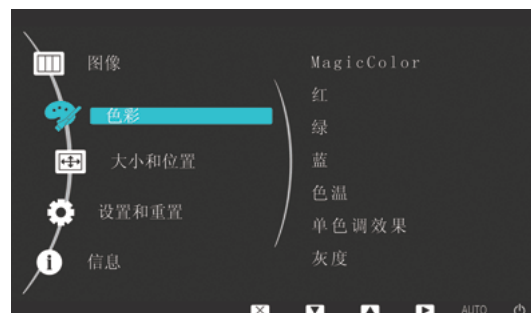 图像
色彩
大小和位置
设置和重置
信息
MagicColor
红
绿
蓝
色温
单色调效果
灰度
AUTO